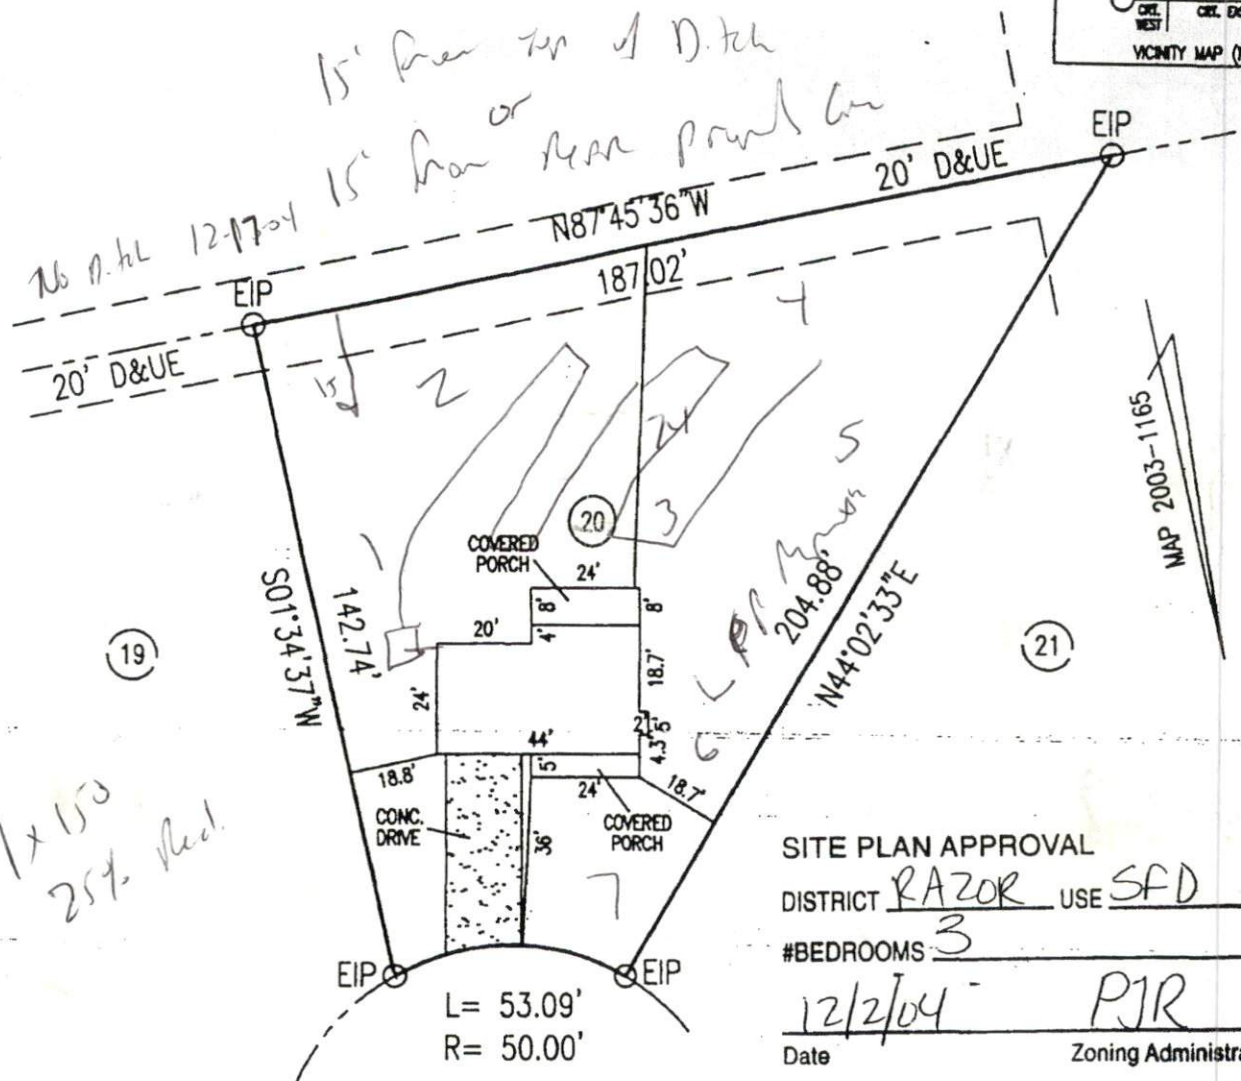 CRT.
WEST
VICINITY MAP (
15' from top of Ditch
or
15' from Rear
No Ditch 12-17-04
EIP
20' D&UE
N87°45'36"W
187.02'
EIP
20' D&UE
15
2
4
24
5
3
1
20
COVERED
PORCH
24'
8'
8'
4'
20'
18.7'
24'
44'
5'
24'
4.3'
6
18.8'
18.7'
CONC.
DRIVE
36'
COVERED
PORCH
7
S01°34'37"W
142.74'
204.88'
N44°02'33"E
19
21
MAP 2003-1165
1 x 150
25% Red.
EIP
EIP
L= 53.09'
R= 50.00'
SITE PLAN APPROVAL
DISTRICT RA20R USE SFD
#BEDROOMS 3
12/2/04 PJR
Date Zoning Administra